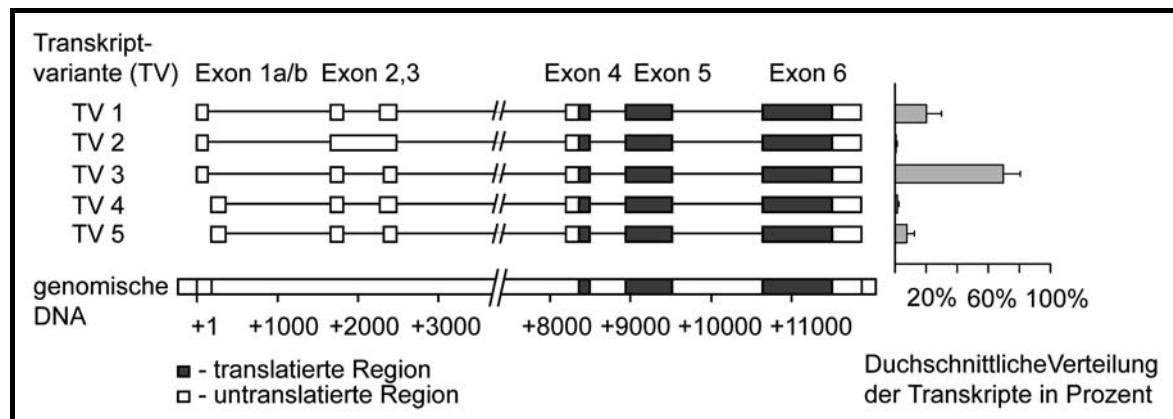 Transkript-
variante (TV) Exon 1a/b Exon 2,3 Exon 4 Exon 5 Exon 6
TV 1
TV 2
TV 3
TV 4
TV 5
genomische
DNA
+1 +1000 +2000 +3000 +8000 +9000 +10000 +11000
20% 60% 100%
- translatierte Region
- untranslatierte Region
DuchschnittlicheVerteilung
der Transkripte in Prozent